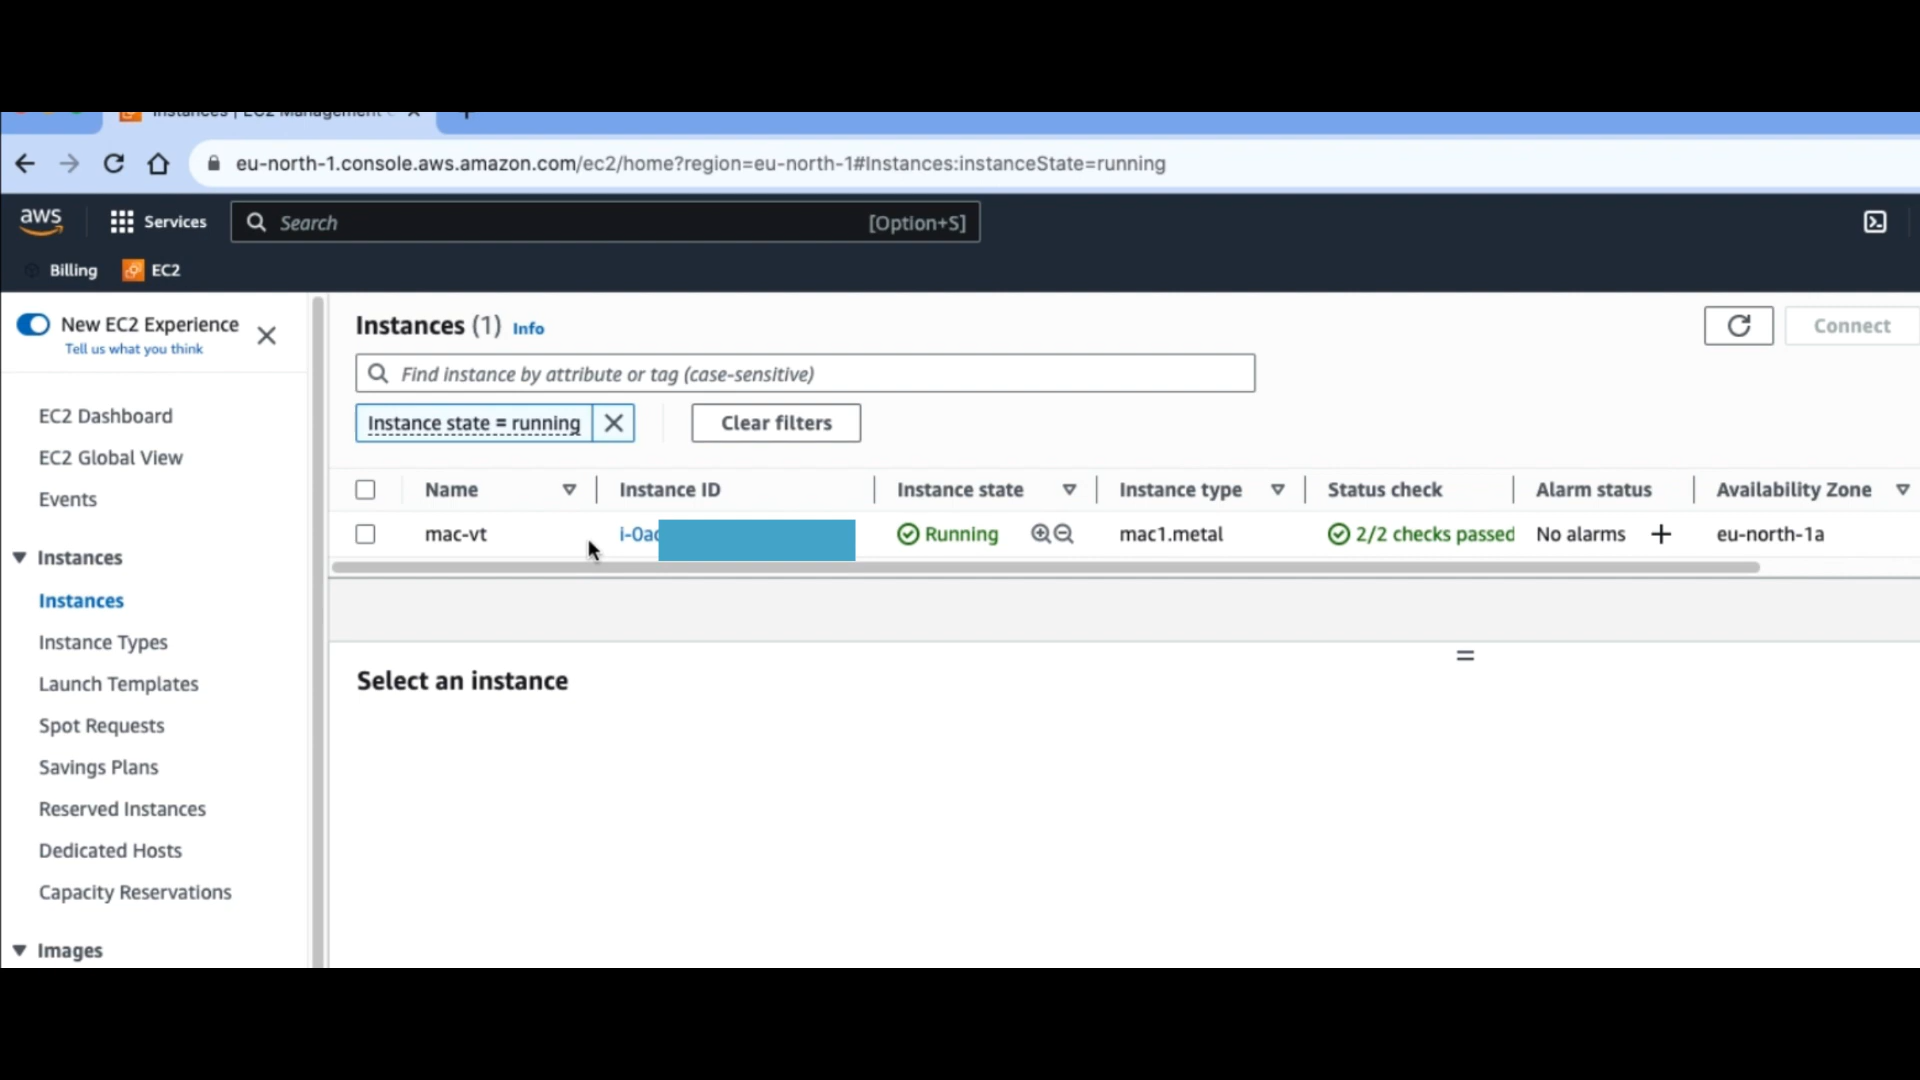 Instances | EC2 Management
eu-north-1.console.aws.amazon.com/ec2/home?region=eu-north-1#Instances:instanceState=running
aws
Services
Search
[Option+S]
Billing
EC2
New EC2 Experience
Tell us what you think
EC2 Dashboard
EC2 Global View
Events
Instances
Instances
Instance Types
Launch Templates
Spot Requests
Savings Plans
Reserved Instances
Dedicated Hosts
Capacity Reservations
Images
Instances (1) Info
Connect
Find instance by attribute or tag (case-sensitive)
Instance state = running
Clear filters
Name Instance ID Instance state Instance type Status check Alarm status Availability Zone
mac-vt Running mac1.metal 2/2 checks passed No alarms + eu-north-1a
Select an instance